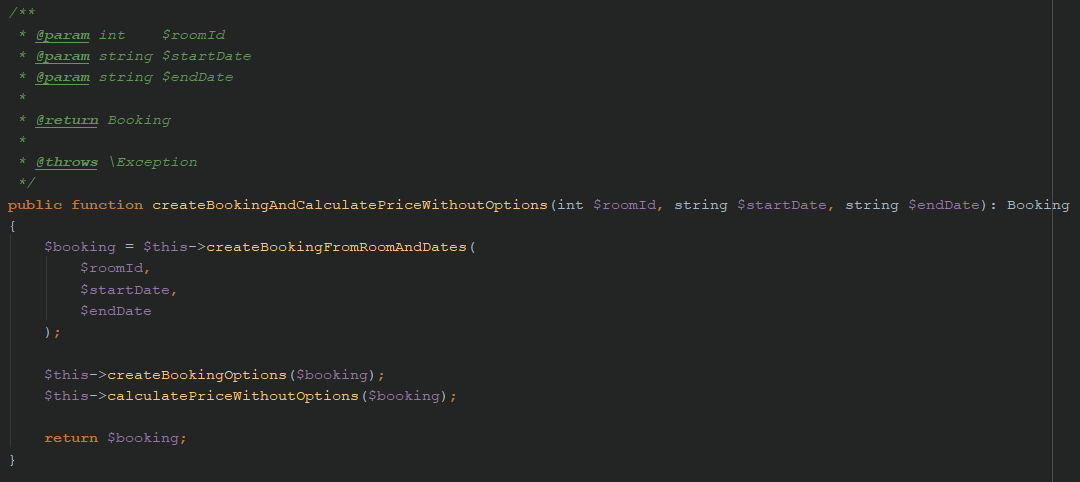 /**
 * @param int    $roomId
 * @param string $startDate
 * @param string $endDate
 *
 * @return Booking
 *
 * @throws \Exception
 */
public function createBookingAndCalculatePriceWithoutOptions(int $roomId, string $startDate, string $endDate): Booking
{
    $booking = $this->createBookingFromRoomAndDates(
        $roomId,
        $startDate,
        $endDate
    );

    $this->createBookingOptions($booking);
    $this->calculatePriceWithoutOptions($booking);

    return $booking;
}